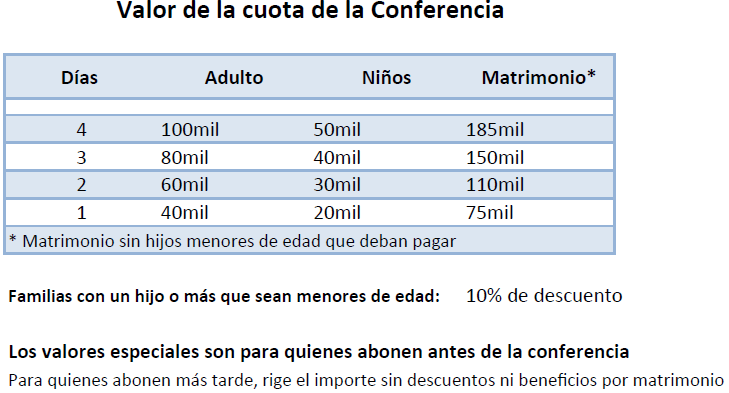 Valor de la cuota de la Conferencia
Días Adulto Niños Matrimonio*
4 100mil 50mil 185mil
3 80mil 40mil 150mil
2 60mil 30mil 110mil
1 40mil 20mil 75mil
* Matrimonio sin hijos menores de edad que deban pagar
Familias con un hijo o más que sean menores de edad: 10% de descuento
Los valores especiales son para quienes abonen antes de la conferencia
Para quienes abonen más tarde, rige el importe sin descuentos ni beneficios por matrimonio